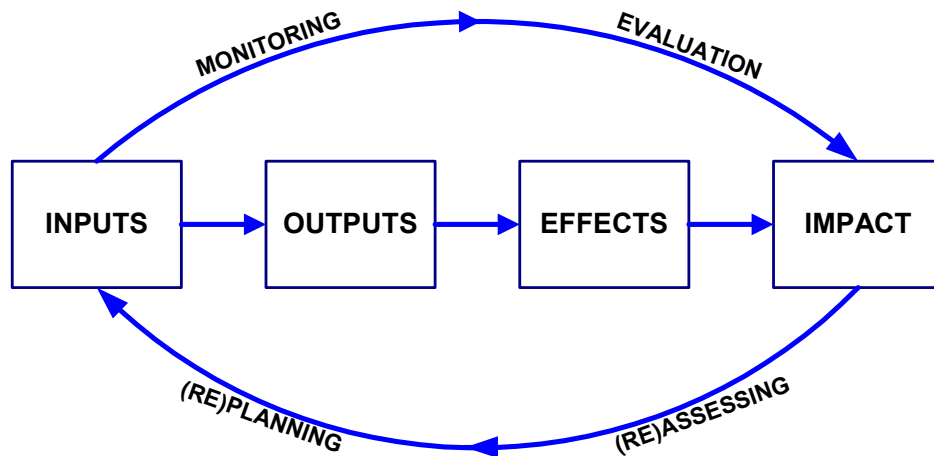 MONITORING
EVALUATION
INPUTS
OUTPUTS
EFFECTS
IMPACT
(RE)PLANNING
(RE)ASSESSING